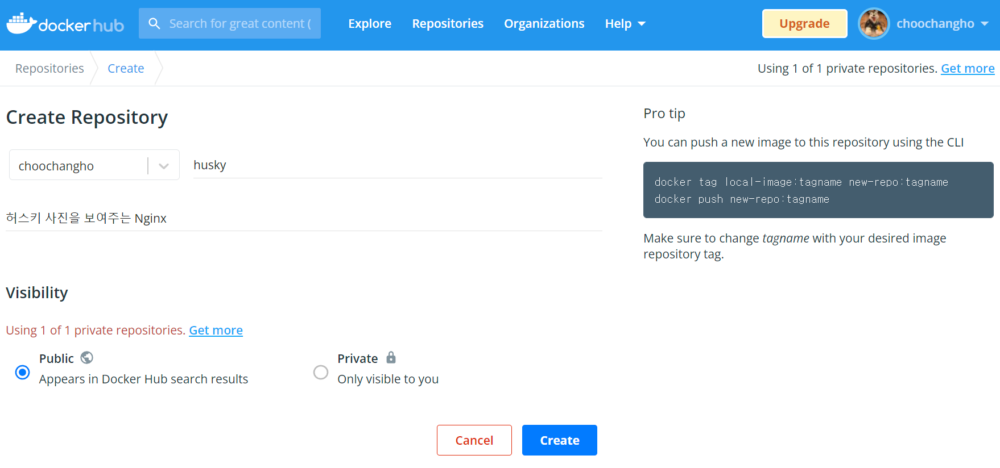 docker hub
Search for great content (
Explore
Repositories
Organizations
Help
Upgrade
choochangho
Repositories
Create
Using 1 of 1 private repositories. Get more
Create Repository
choochangho
husky
허스키 사진을 보여주는 Nginx
Visibility
Using 1 of 1 private repositories. Get more
Public
Appears in Docker Hub search results
Private
Only visible to you
Cancel
Create
Pro tip
You can push a new image to this repository using the CLI
docker tag local-image:tagname new-repo:tagname
docker push new-repo:tagname
Make sure to change tagname with your desired image
repository tag.